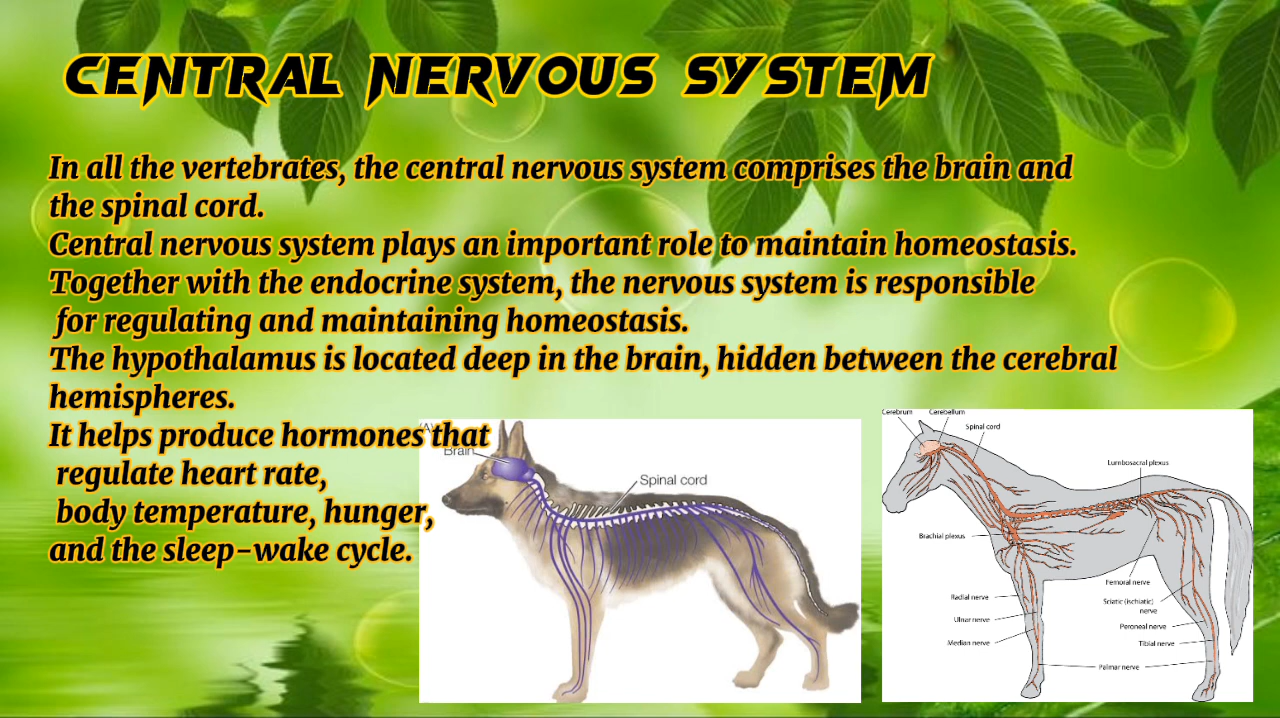 CENTRAL NERVOUS SYSTEM
In all the vertebrates, the central nervous system comprises the brain and
the spinal cord.
Central nervous system plays an important role to maintain homeostasis.
Together with the endocrine system, the nervous system is responsible
for regulating and maintaining homeostasis.
The hypothalamus is located deep in the brain, hidden between the cerebral
hemispheres.
It helps produce hormones that
regulate heart rate,
body temperature, hunger,
and the sleep-wake cycle.
Brain
Spinal cord
Cerebrum
Cerebellum
Spinal cord
Lumbosacral plexus
Brachial plexus
Femoral nerve
Radial nerve
Sciatic (ischiatic)
nerve
Ulnar nerve
Peroneal nerve
Median nerve
Tibial nerve
Palmar nerve